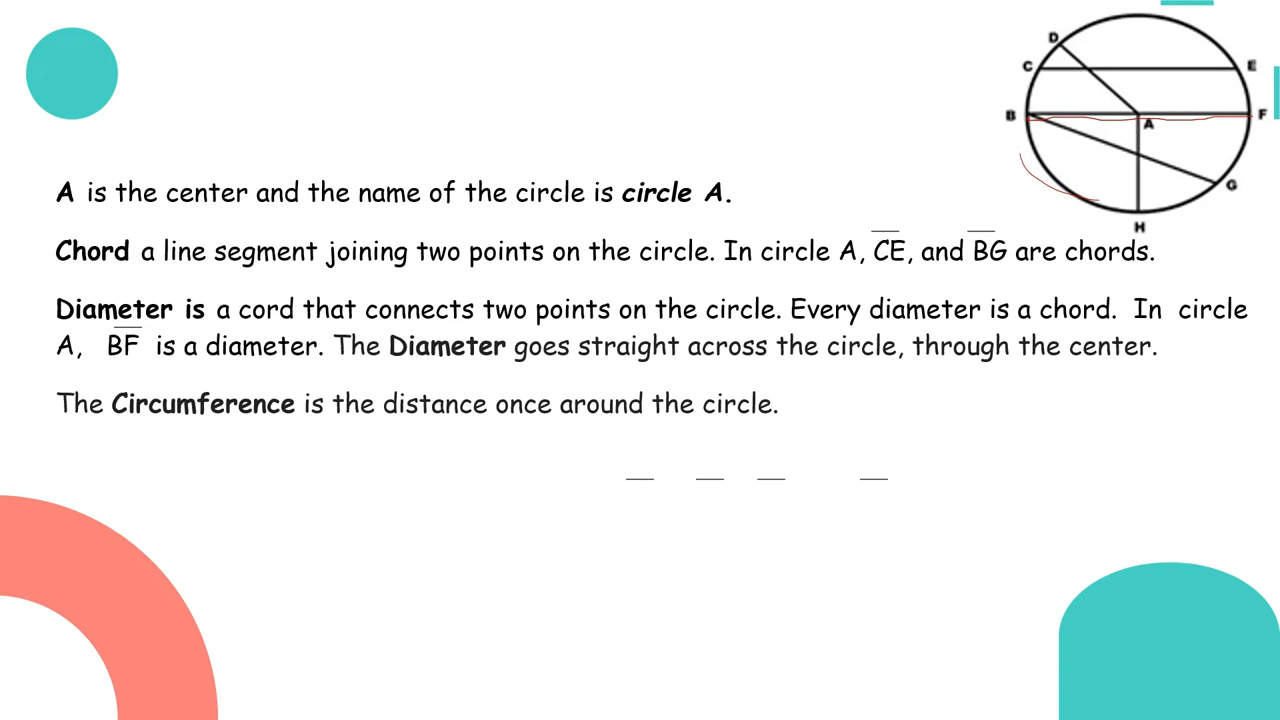 D
C
E
B
A
F
G
H
A is the center and the name of the circle is circle A.
Chord a line segment joining two points on the circle. In circle A, CE, and BG are chords.
Diameter is a cord that connects two points on the circle. Every diameter is a chord. In circle
A, BF is a diameter. The Diameter goes straight across the circle, through the center.
The Circumference is the distance once around the circle.